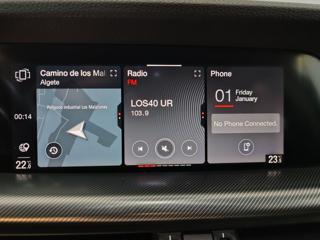 Camino de los Mal
Algete
Polígono Industrial Los Malatones
00:14
22.
Radio
FM
LOS40 UR
103.9
Phone
01
Friday
January
No Phone Connected.
23.